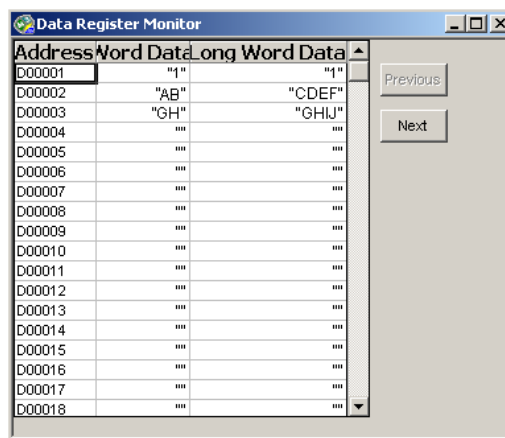 Data Register Monitor
Address Word Data Long Word Data
D00001 "1" "1"
D00002 "AB" "CDEF"
D00003 "GH" "GHIJ"
D00004 "" ""
D00005 "" ""
D00006 "" ""
D00007 "" ""
D00008 "" ""
D00009 "" ""
D00010 "" ""
D00011 "" ""
D00012 "" ""
D00013 "" ""
D00014 "" ""
D00015 "" ""
D00016 "" ""
D00017 "" ""
D00018 "" ""
Previous
Next